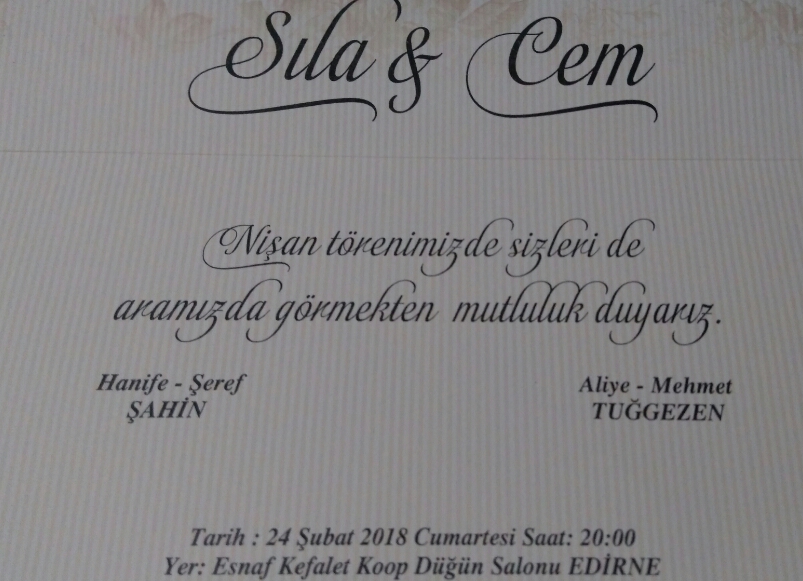 Sıla & Cem
Nişan törenimizde sizleri de
aramızda görmekten mutluluk duyarız.
Hanife - Şeref
ŞAHİN
Aliye - Mehmet
TUĞGEZEN
Tarih : 24 Şubat 2018 Cumartesi Saat: 20:00
Yer: Esnaf Kefalet Koop Düğün Salonu EDİRNE